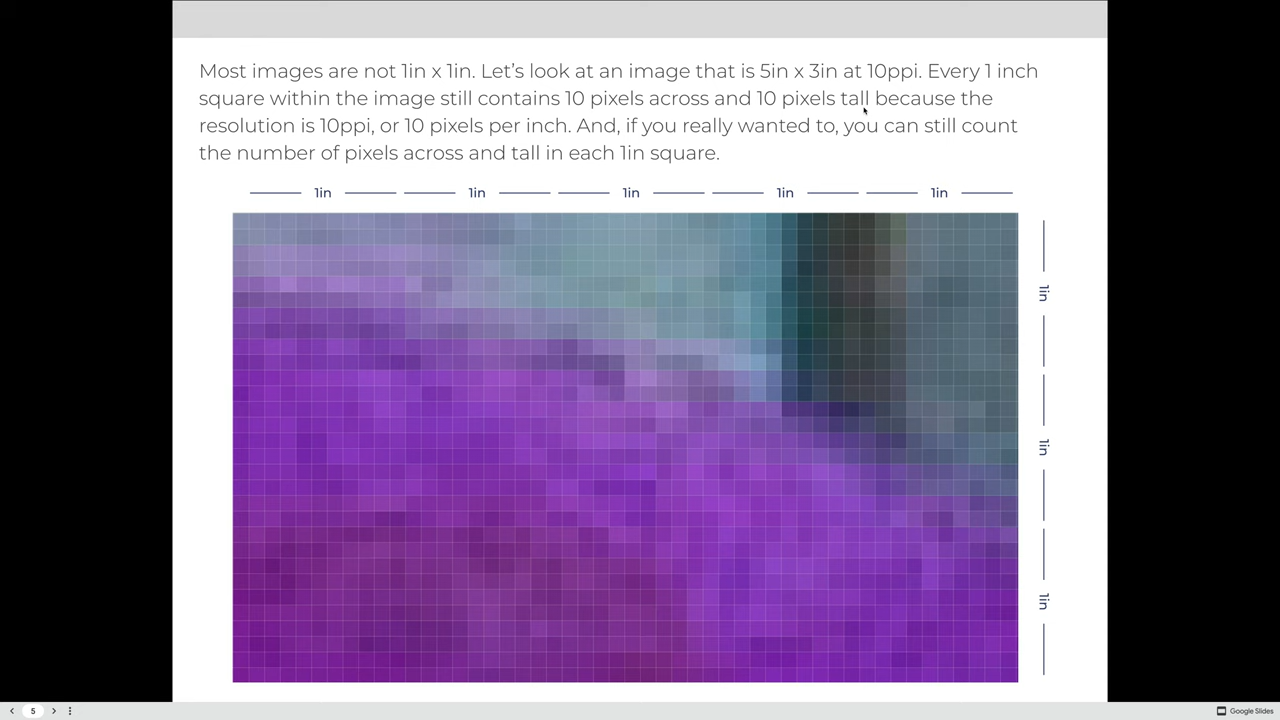 Most images are not 1in x 1in. Let's look at an image that is 5in x 3in at 10ppi. Every 1 inch
square within the image still contains 10 pixels across and 10 pixels tall because the
resolution is 10ppi, or 10 pixels per inch. And, if you really wanted to, you can still count
the number of pixels across and tall in each 1in square.
1in 1in 1in 1in 1in
1in
1in
1in
5
Google Slides